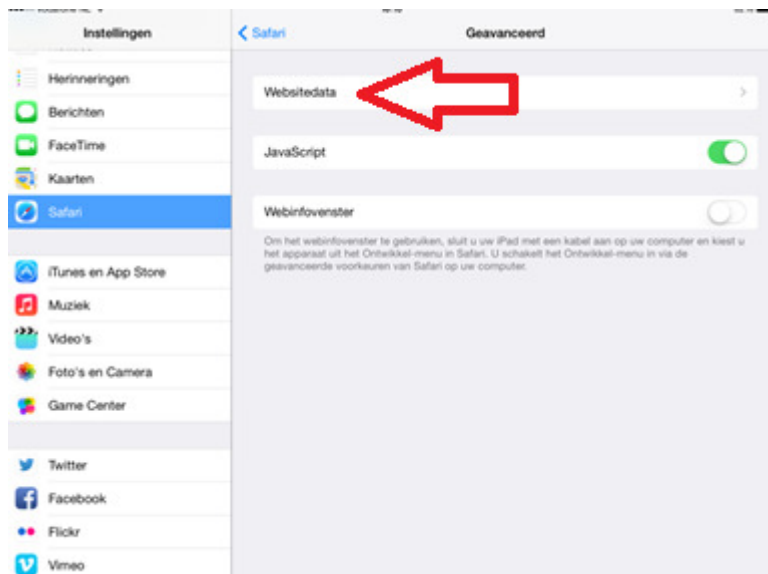 Instellingen
Safari
Geavanceerd
Herinneringen
Berichten
FaceTime
Kaarten
Safari
iTunes en App Store
Muziek
Video's
Foto's en Camera
Game Center
Twitter
Facebook
Flickr
Vimeo
Websitedata
JavaScript
Webinfovenster
Om het webinfovenster te gebruiken, sluit u uw iPad met een kabel aan op uw computer en kiest u
het apparaat uit het Ontwikkel-menu in Safari. U schakelt het Ontwikkel-menu in via de
geavanceerde voorkeuren van Safari op uw computer.